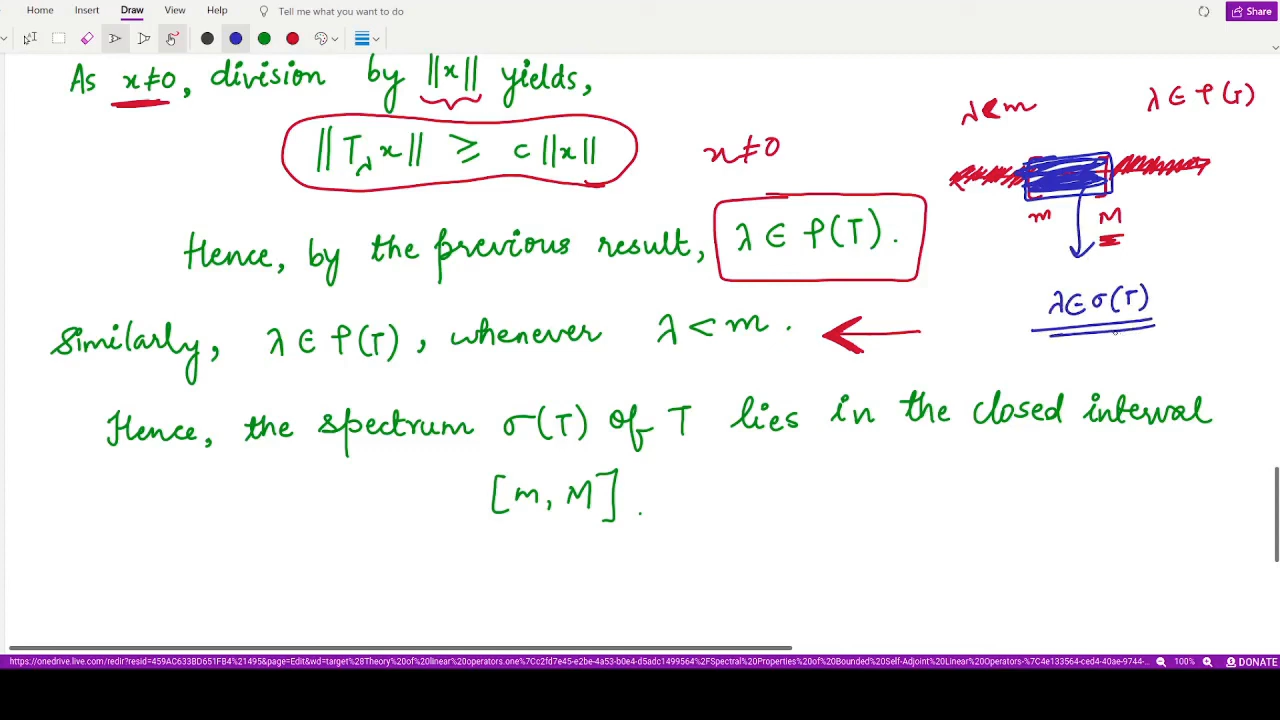 Home Insert Draw View Help Tell me what you want to do
Share
As x≠0, division by ||x|| yields,
||T_λ x|| ≥ c ||x||
x≠0
λ<m
λ ∈ ρ(T)
m M
λ∈σ(T)
Hence, by the previous result, λ ∈ ρ(T).
Similarly, λ ∈ ρ(T), whenever λ < m.
Hence, the spectrum σ(T) of T lies in the closed interval
[m, M].
100%
DONATE